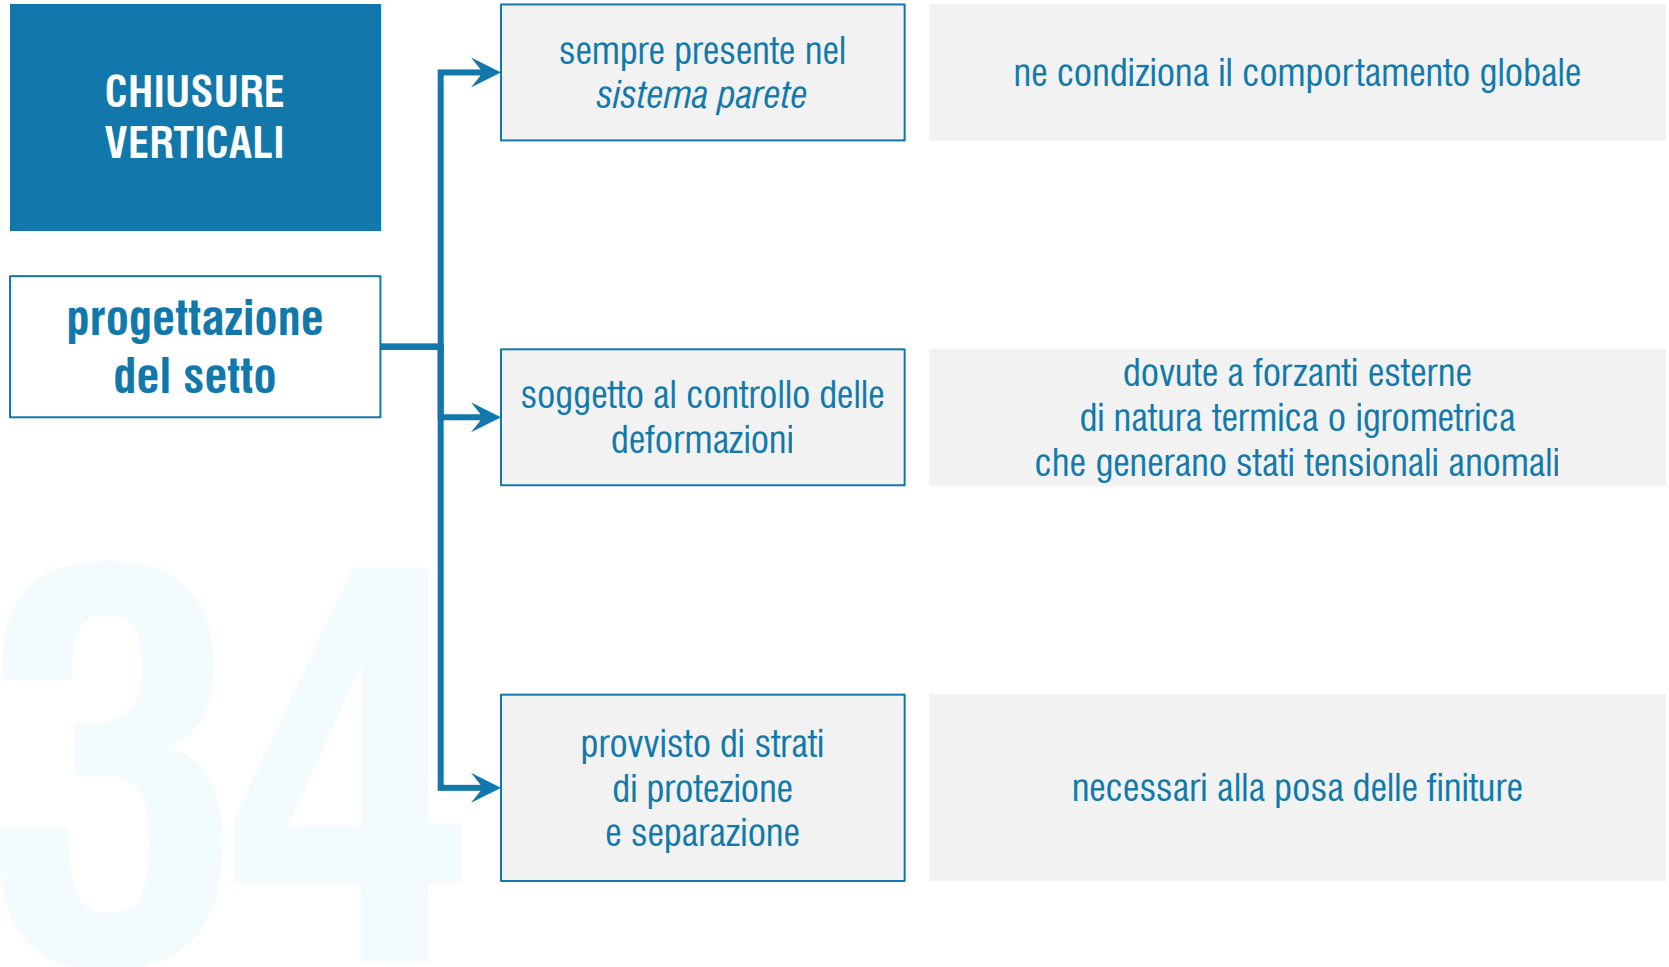 CHIUSURE
VERTICALI
progettazione
del setto
sempre presente nel
sistema parete
ne condiziona il comportamento globale
soggetto al controllo delle
deformazioni
dovute a forzanti esterne
di natura termica o igrometrica
che generano stati tensionali anomali
provvisto di strati
di protezione
e separazione
necessari alla posa delle finiture
34